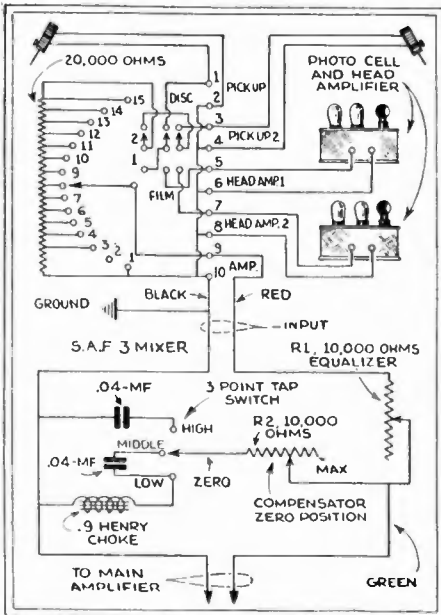 20,000 OHMS
15
14
13
12
11
10
9
7
6
5
4
3
2
1
DISC
2
1
FILM
1
PICKUP
2
3
PICKUP 2
4
5
6 HEAD AMP.1
7
8 HEAD AMP. 2
9
10 AMP.
PHOTO CELL
AND HEAD
AMPLIFIER
BLACK
RED
GROUND
INPUT
S.A.F 3 MIXER
R1, 10,000 OHMS
EQUALIZER
.04-MF
3 POINT TAP
SWITCH
HIGH
R2, 10,000
OHMS
MIDDLE
.04-MF
LOW
ZERO
MAX
COMPENSATOR
ZERO POSITION
.9 HENRY
CHOKE
TO MAIN
AMPLIFIER
GREEN